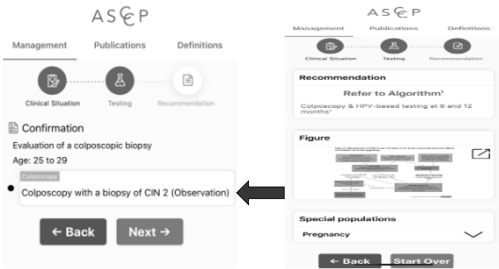 ASCCP
Management Publications Definitions
Clinical Situation Testing Recommendation
Confirmation
Evaluation of a colposcopic biopsy
Age: 25 to 29
Colposcopy
Colposcopy with a biopsy of CIN 2 (Observation)
← Back Next →
ASCCP
Management Publications Definitions
Clinical Situation Testing Recommendation
Recommendation
Refer to Algorithm¹
Colposcopy & HPV-based testing at 6 and 12
months¹
Figure
Special populations
Pregnancy
← Back Start Over